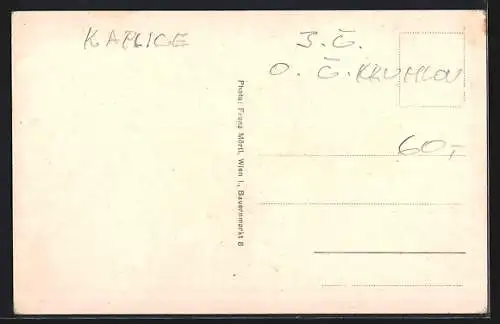 KAPLICE
J. Č.
O. Č. KRUMLOV
60,-
Photo: Franz Mörtl, Wien I., Bauernmarkt 8